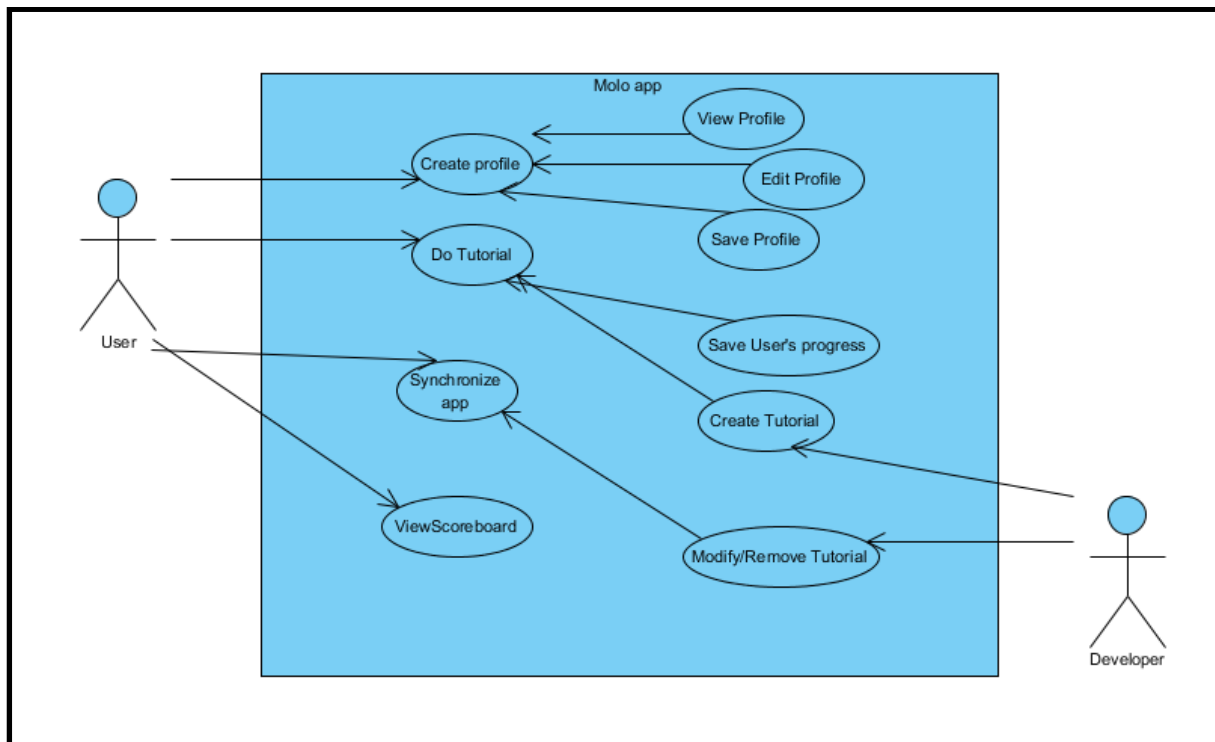 Molo app
View Profile
Create profile
Edit Profile
Save Profile
Do Tutorial
User
Save User's progress
Synchronize
app
Create Tutorial
ViewScoreboard
Modify/Remove Tutorial
Developer